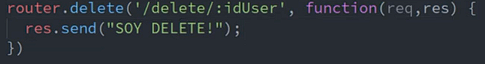 router.delete('/delete/:idUser', function(req,res) {
  res.send("SOY DELETE!");
})